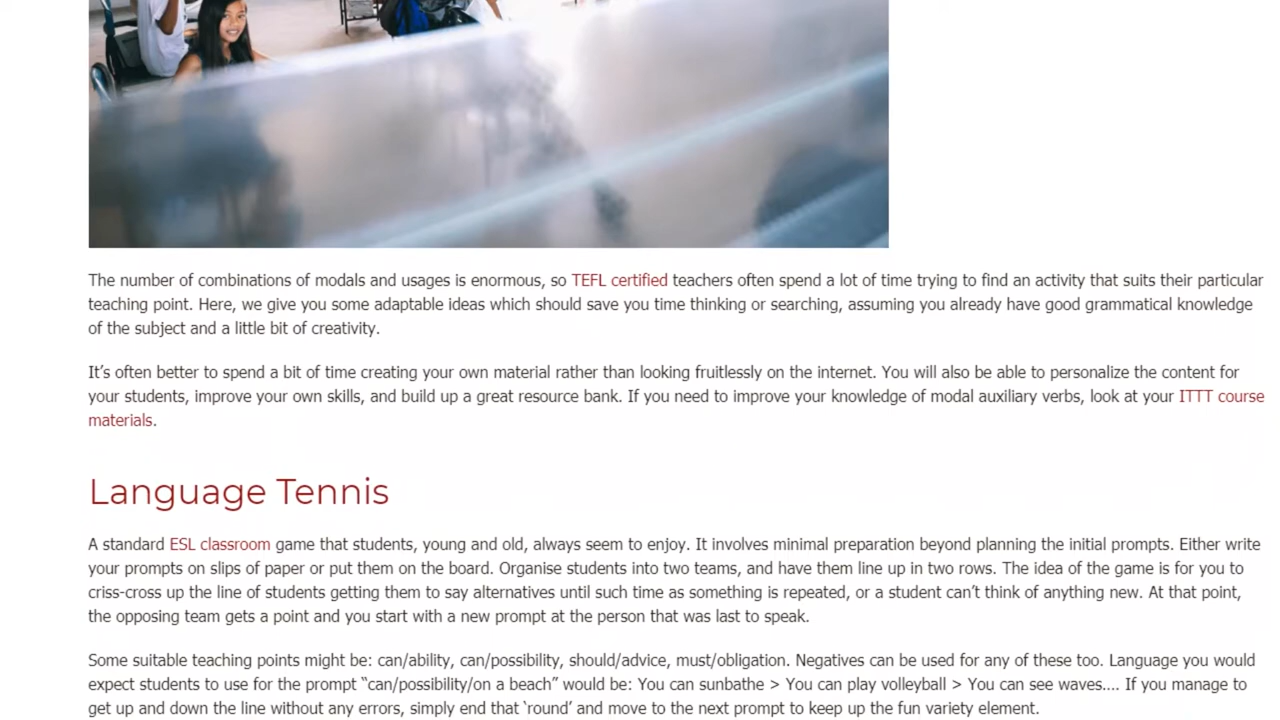 The number of combinations of modals and usages is enormous, so TEFL certified teachers often spend a lot of time trying to find an activity that suits their particular
teaching point. Here, we give you some adaptable ideas which should save you time thinking or searching, assuming you already have good grammatical knowledge
of the subject and a little bit of creativity.
It’s often better to spend a bit of time creating your own material rather than looking fruitlessly on the internet. You will also be able to personalize the content for
your students, improve your own skills, and build up a great resource bank. If you need to improve your knowledge of modal auxiliary verbs, look at your ITTT course
materials.
Language Tennis
A standard ESL classroom game that students, young and old, always seem to enjoy. It involves minimal preparation beyond planning the initial prompts. Either write
your prompts on slips of paper or put them on the board. Organise students into two teams, and have them line up in two rows. The idea of the game is for you to
criss-cross up the line of students getting them to say alternatives until such time as something is repeated, or a student can’t think of anything new. At that point,
the opposing team gets a point and you start with a new prompt at the person that was last to speak.
Some suitable teaching points might be: can/ability, can/possibility, should/advice, must/obligation. Negatives can be used for any of these too. Language you would
expect students to use for the prompt “can/possibility/on a beach” would be: You can sunbathe > You can play volleyball > You can see waves…. If you manage to
get up and down the line without any errors, simply end that ‘round’ and move to the next prompt to keep up the fun variety element.